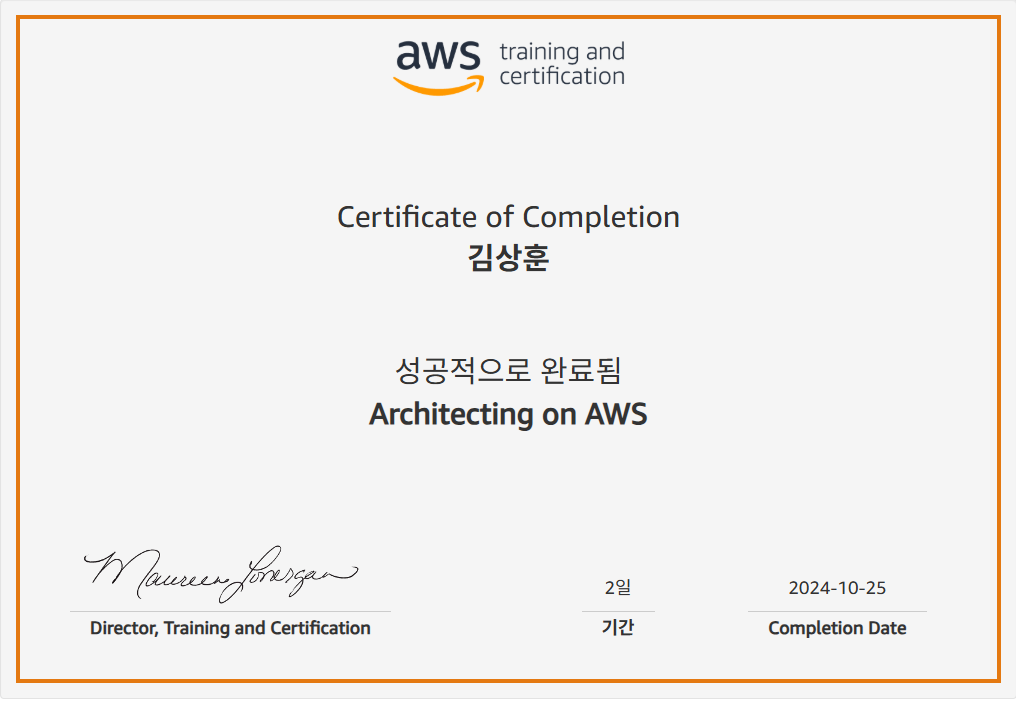 aws training and
certification
Certificate of Completion
김상훈
성공적으로 완료됨
Architecting on AWS
Maureen Lonergan
Director, Training and Certification
2일
기간
2024-10-25
Completion Date